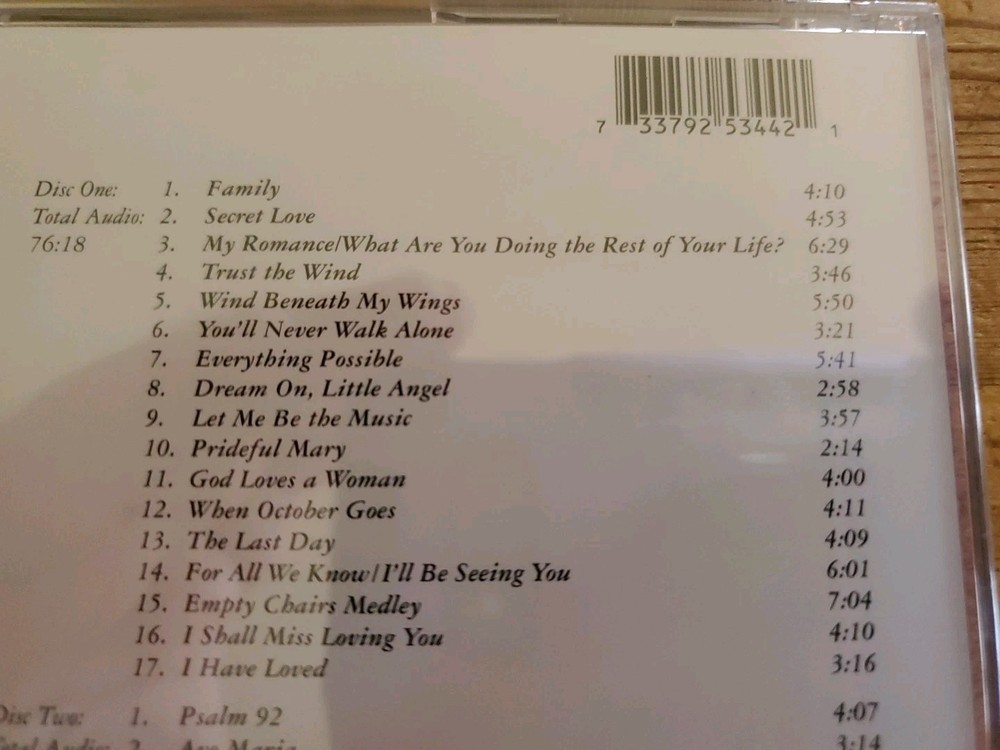 7 33792 53442 1
Disc One: 1. Family 4:10
Total Audio: 2. Secret Love 4:53
76:18 3. My Romance/What Are You Doing the Rest of Your Life? 6:29
4. Trust the Wind 3:46
5. Wind Beneath My Wings 5:50
6. You'll Never Walk Alone 3:21
7. Everything Possible 5:41
8. Dream On, Little Angel 2:58
9. Let Me Be the Music 3:57
10. Prideful Mary 2:14
11. God Loves a Woman 4:00
12. When October Goes 4:11
13. The Last Day 4:09
14. For All We Know/I'll Be Seeing You 6:01
15. Empty Chairs Medley 7:04
16. I Shall Miss Loving You 4:10
17. I Have Loved 3:16
Disc Two: 1. Psalm 92 4:07
Total Audio: 2. Ave Maria 3:14